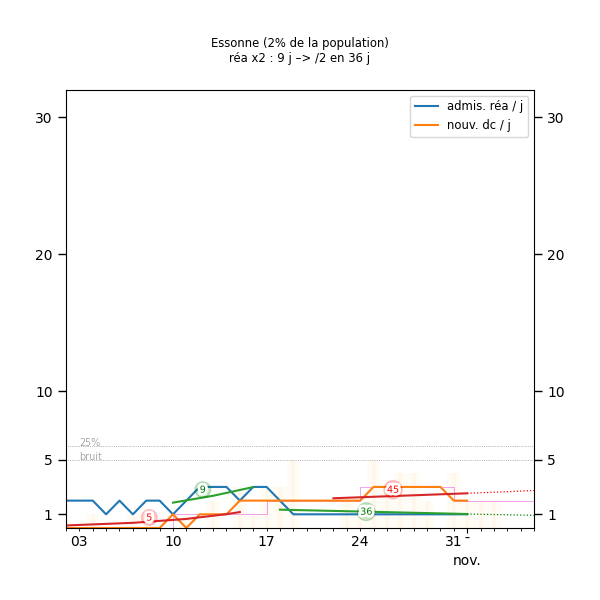 Essonne (2% de la population)
réa x2 : 9 j –> /2 en 36 j
admis. réa / j
nouv. dc / j
30 30
20 20
10 10
25%
bruit
5 5
9
45
5
36
1 1
03 10 17 24 31 -
nov.